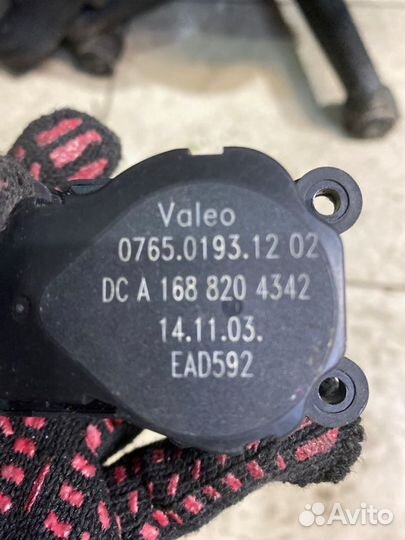 Valeo
0765.0193.12 02
DC A 168 820 4342
14.11.03.
EAD592
Avito